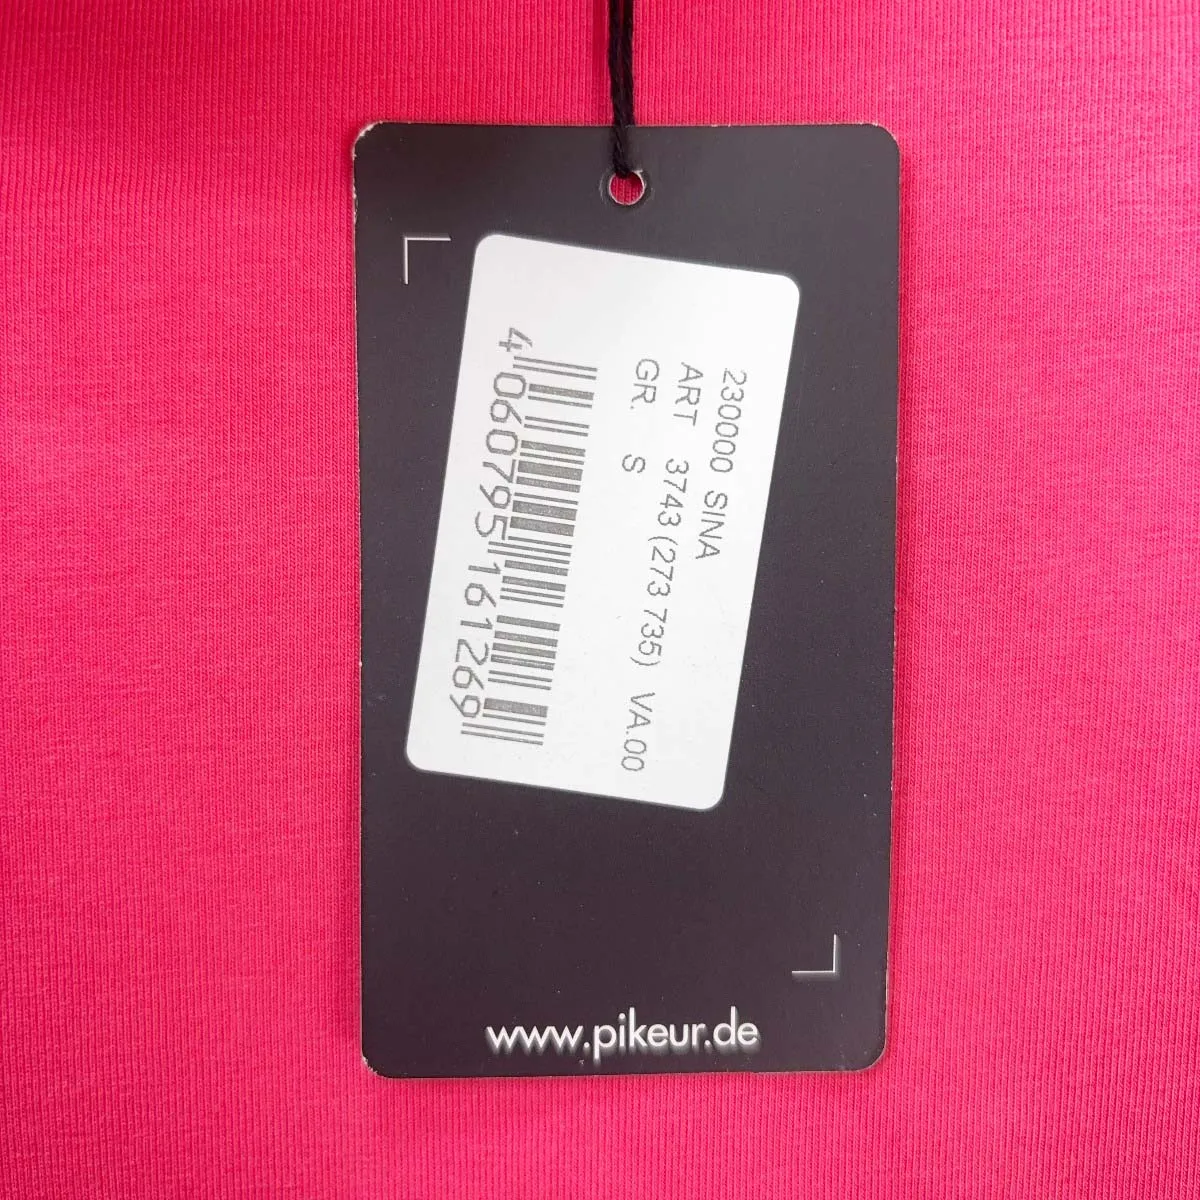 230000 SINA
ART 3743 (273 735) VA.00
GR. S
4 060795 161269
www.pikeur.de